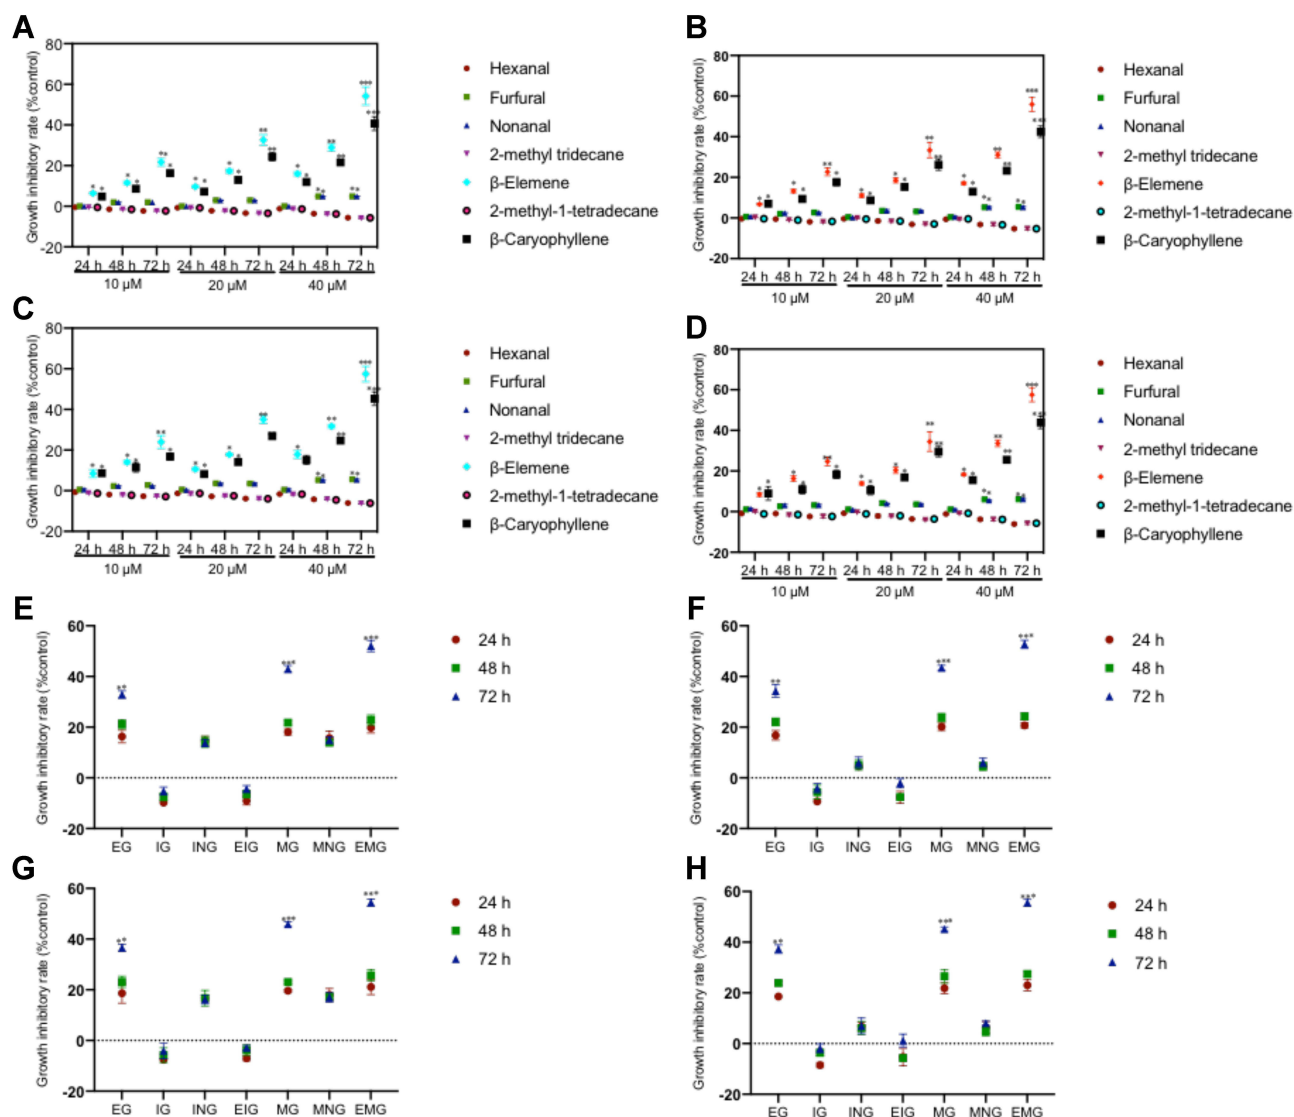 A
Growth inhibitory rate (%control)
80
60
40
20
0
-20
24 h 48 h 72 h 24 h 48 h 72 h 24 h 48 h 72 h
10 μM 20 μM 40 μM
Hexanal
Furfural
Nonanal
2-methyl tridecane
β-Elemene
2-methyl-1-tetradecane
β-Caryophyllene
B
Growth inhibitory rate (%control)
80
60
40
20
0
-20
24 h 48 h 72 h 24 h 48 h 72 h 24 h 48 h 72 h
10 μM 20 μM 40 μM
Hexanal
Furfural
Nonanal
2-methyl tridecane
β-Elemene
2-methyl-1-tetradecane
β-Caryophyllene
C
Growth inhibitory rate (%control)
80
60
40
20
0
-20
24 h 48 h 72 h 24 h 48 h 72 h 24 h 48 h 72 h
10 μM 20 μM 40 μM
Hexanal
Furfural
Nonanal
2-methyl tridecane
β-Elemene
2-methyl-1-tetradecane
β-Caryophyllene
D
Growth inhibitory rate (%control)
80
60
40
20
0
-20
24 h 48 h 72 h 24 h 48 h 72 h 24 h 48 h 72 h
10 μM 20 μM 40 μM
Hexanal
Furfural
Nonanal
2-methyl tridecane
β-Elemene
2-methyl-1-tetradecane
β-Caryophyllene
E
Growth inhibitory rate (%control)
60
40
20
0
-20
EG IG ING EIG MG MNG EMG
24 h
48 h
72 h
F
Growth inhibitory rate (%control)
60
40
20
0
-20
EG IG ING EIG MG MNG EMG
24 h
48 h
72 h
G
Growth inhibitory rate (%control)
60
40
20
0
-20
EG IG ING EIG MG MNG EMG
24 h
48 h
72 h
H
Growth inhibitory rate (%control)
60
40
20
0
-20
EG IG ING EIG MG MNG EMG
24 h
48 h
72 h